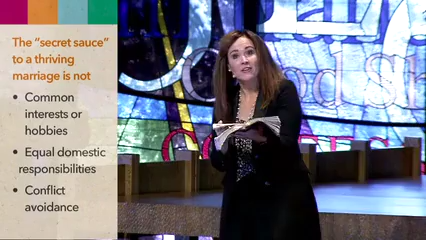 The “secret sauce”
to a thriving
marriage is not
• Common
interests or
hobbies
• Equal domestic
responsibilities
• Conflict
avoidance